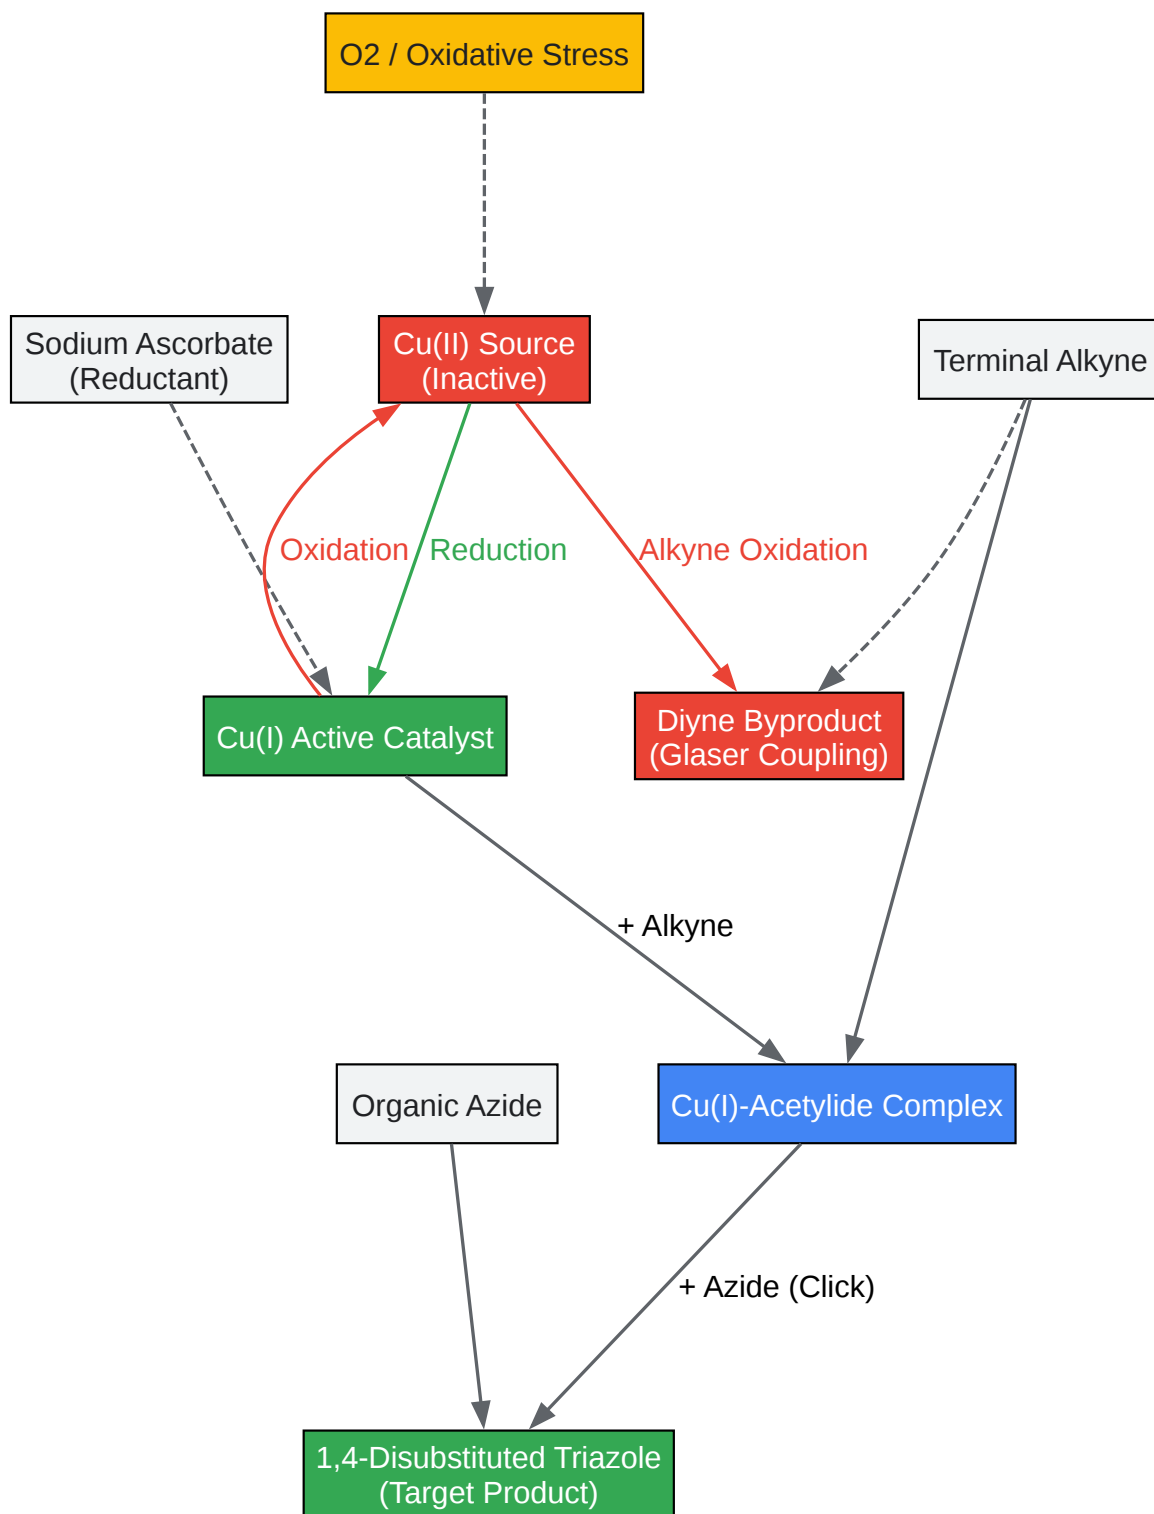 O2 / Oxidative Stress
Sodium Ascorbate
(Reductant)
Cu(II) Source
(Inactive)
Terminal Alkyne
Oxidation
Reduction
Alkyne Oxidation
Cu(I) Active Catalyst
Diyne Byproduct
(Glaser Coupling)
+ Alkyne
Organic Azide
Cu(I)-Acetylide Complex
+ Azide (Click)
1,4-Disubstituted Triazole
(Target Product)